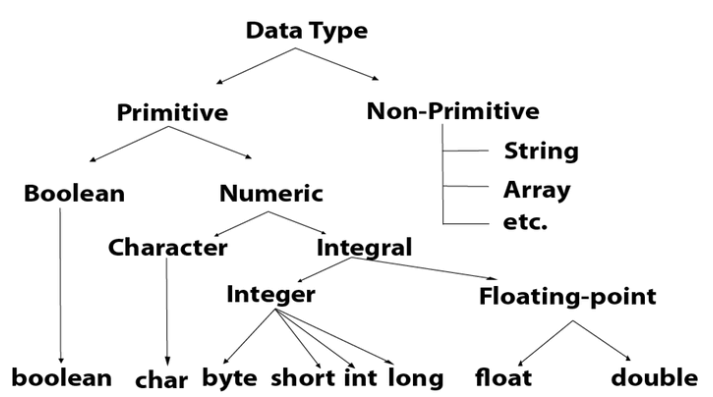 Data Type
Primitive
Non-Primitive
String
Array
etc.
Boolean
Numeric
Character
Integral
Integer
Floating-point
boolean char byte short int long float double